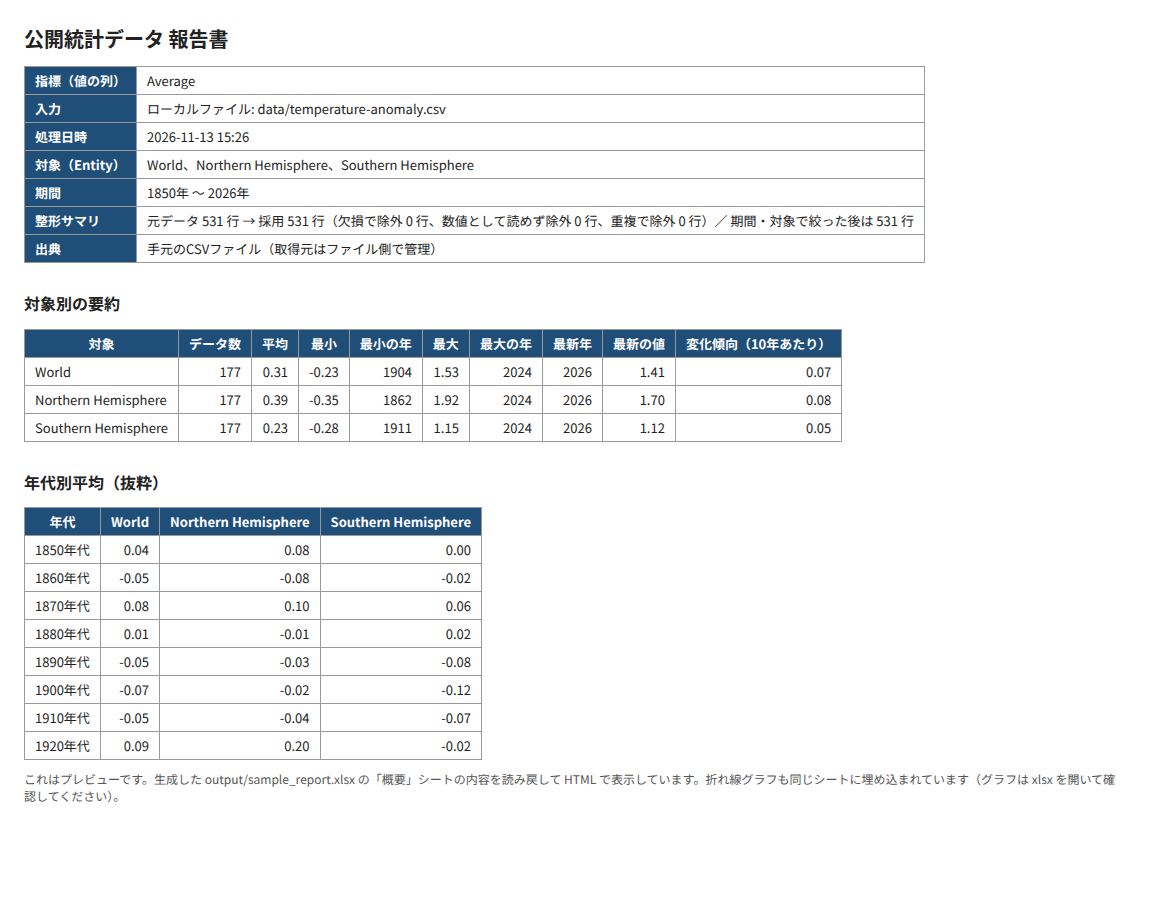 公開統計データ 報告書
指標（値の列） Average
入力 ローカルファイル: data/temperature-anomaly.csv
処理日時 2026-11-13 15:26
対象（Entity） World、Northern Hemisphere、Southern Hemisphere
期間 1850年 ～ 2026年
整形サマリ 元データ 531 行 → 採用 531 行（欠損で除外 0 行、数値として読めず除外 0 行、重複で除外 0 行）／ 期間・対象で絞った後は 531 行
出典 手元のCSVファイル（取得元はファイル側で管理）
対象別の要約
対象 データ数 平均 最小 最小の年 最大 最大の年 最新年 最新の値 変化傾向（10年あたり）
World 177 0.31 -0.23 1904 1.53 2024 2026 1.41 0.07
Northern Hemisphere 177 0.39 -0.35 1862 1.92 2024 2026 1.70 0.08
Southern Hemisphere 177 0.23 -0.28 1911 1.15 2024 2026 1.12 0.05
年代別平均（抜粋）
年代 World Northern Hemisphere Southern Hemisphere
1850年代 0.04 0.08 0.00
1860年代 -0.05 -0.08 -0.02
1870年代 0.08 0.10 0.06
1880年代 0.01 -0.01 0.02
1890年代 -0.05 -0.03 -0.08
1900年代 -0.07 -0.02 -0.12
1910年代 -0.05 -0.04 -0.07
1920年代 0.09 0.20 -0.02
これはプレビューです。生成した output/sample_report.xlsx の「概要」シートの内容を読み戻して HTML で表示しています。折れ線グラフも同じシートに埋め込まれています（グラフは xlsx を開いて確
認してください）。